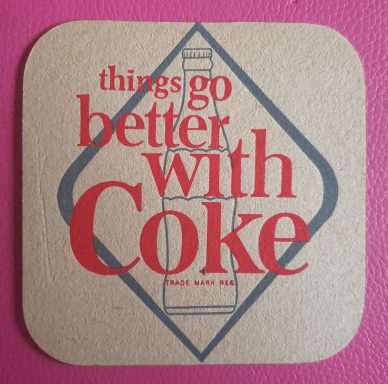 things go
better
with
Coke
TRADE MARK REG